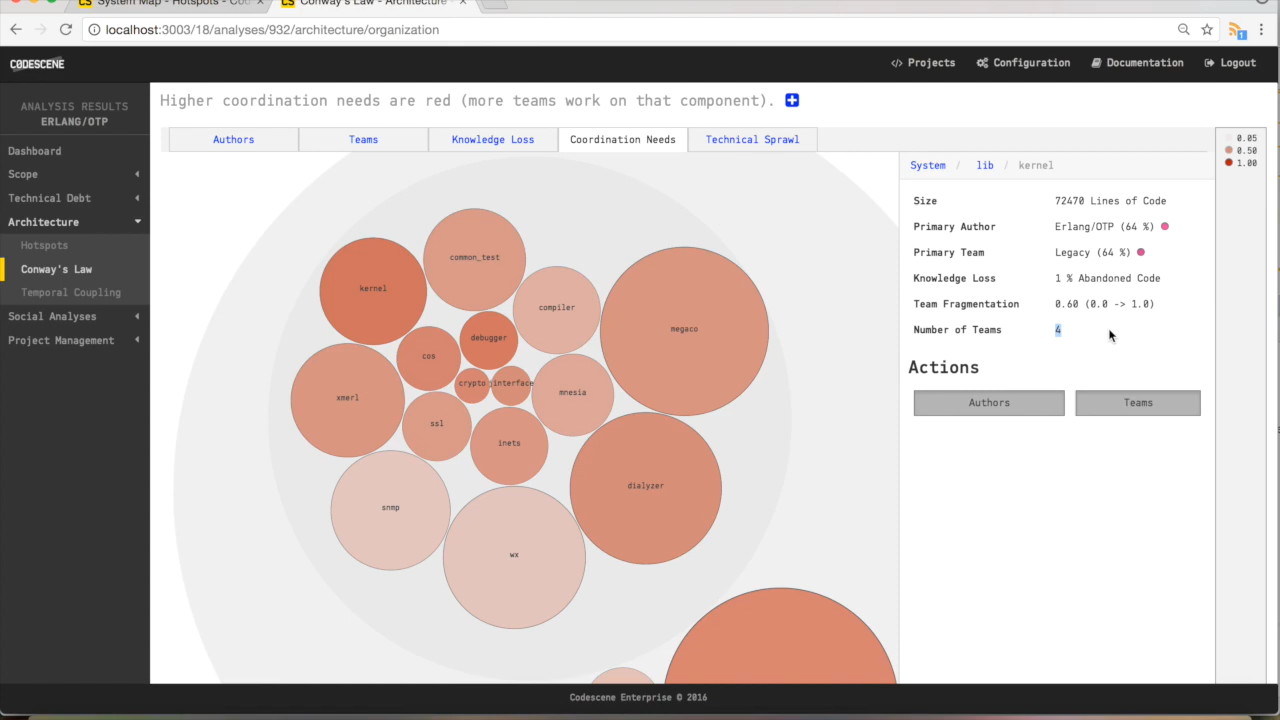 System Map - Hotspots - Cod
Conway's Law - Architecture
localhost:3003/18/analyses/932/architecture/organization
1
CODESCENE
Projects
Configuration
Documentation
Logout
ANALYSIS RESULTS
ERLANG/OTP
Dashboard
Scope
Technical Debt
Architecture
Hotspots
Conway's Law
Temporal Coupling
Social Analyses
Project Management
Higher coordination needs are red (more teams work on that component).
Authors
Teams
Knowledge Loss
Coordination Needs
Technical Sprawl
common_test
kernel
compiler
megaco
debugger
cos
crypto
interface
mnesia
xmerl
ssl
inets
dialyzer
snmp
wx
System / lib / kernel
Size 72470 Lines of Code
Primary Author Erlang/OTP (64 %)
Primary Team Legacy (64 %)
Knowledge Loss 1 % Abandoned Code
Team Fragmentation 0.60 (0.0 -> 1.0)
Number of Teams 4
Actions
Authors
Teams
0.05
0.50
1.00
Codescene Enterprise © 2016